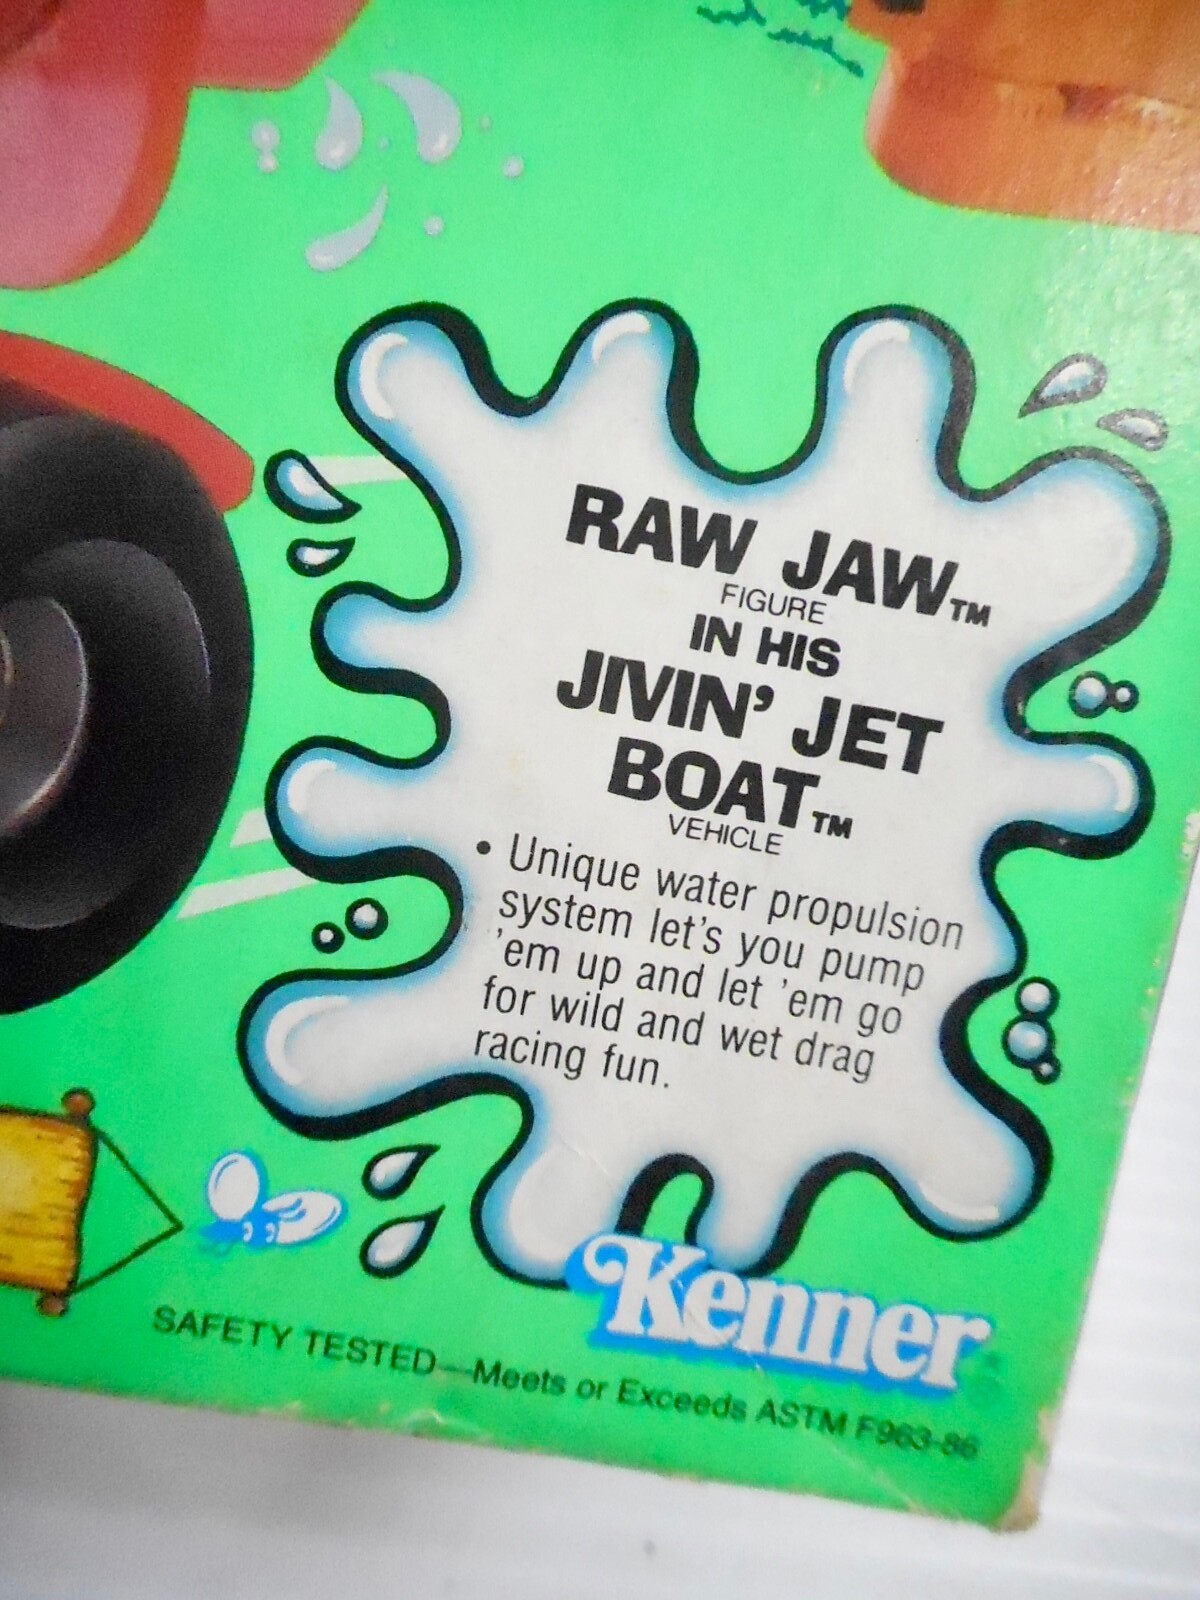 RAW JAW™
FIGURE
IN HIS
JIVIN' JET
BOAT™
VEHICLE
• Unique water propulsion
system let's you pump
'em up and let 'em go
for wild and wet drag
racing fun.
Kenner
SAFETY TESTED—Meets or Exceeds ASTM F963-86